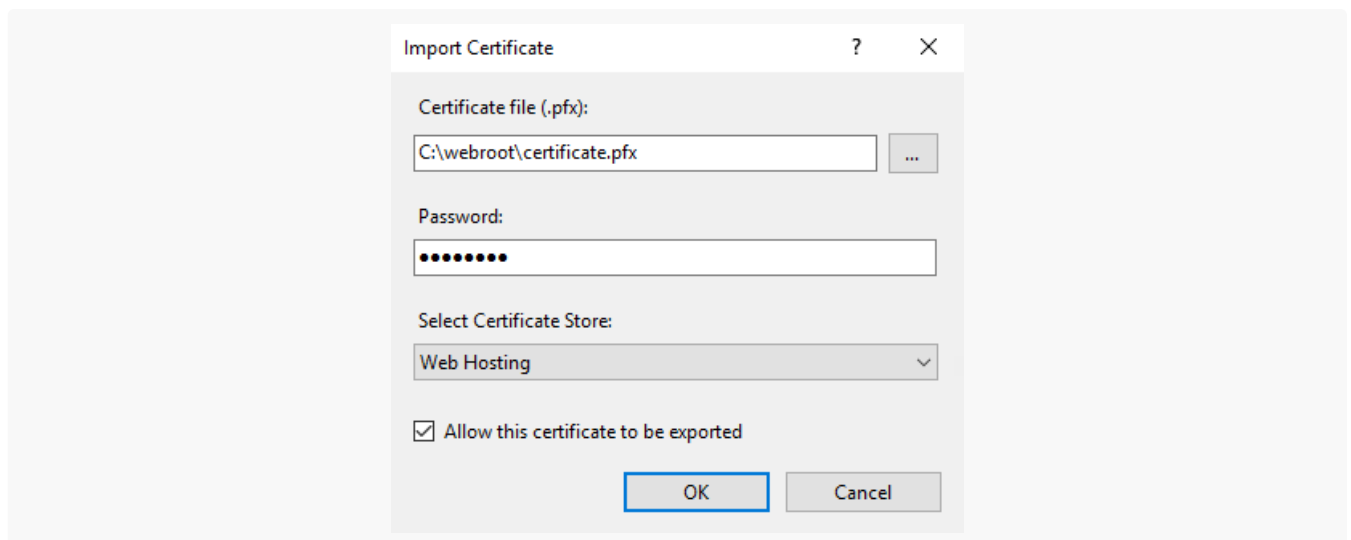 Import Certificate ?
Certificate file (.pfx):
C:\webroot\certificate.pfx ...
Password:
••••••••
Select Certificate Store:
Web Hosting
Allow this certificate to be exported
OK Cancel